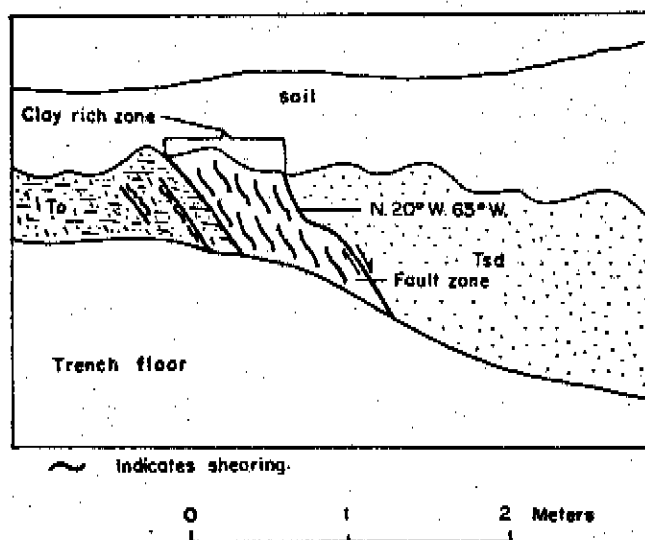 soil
Clay rich zone
To
N. 20° W. 65° W.
Tsd
Fault zone
Trench floor
Indicates shearing.
0 1 2 Meters